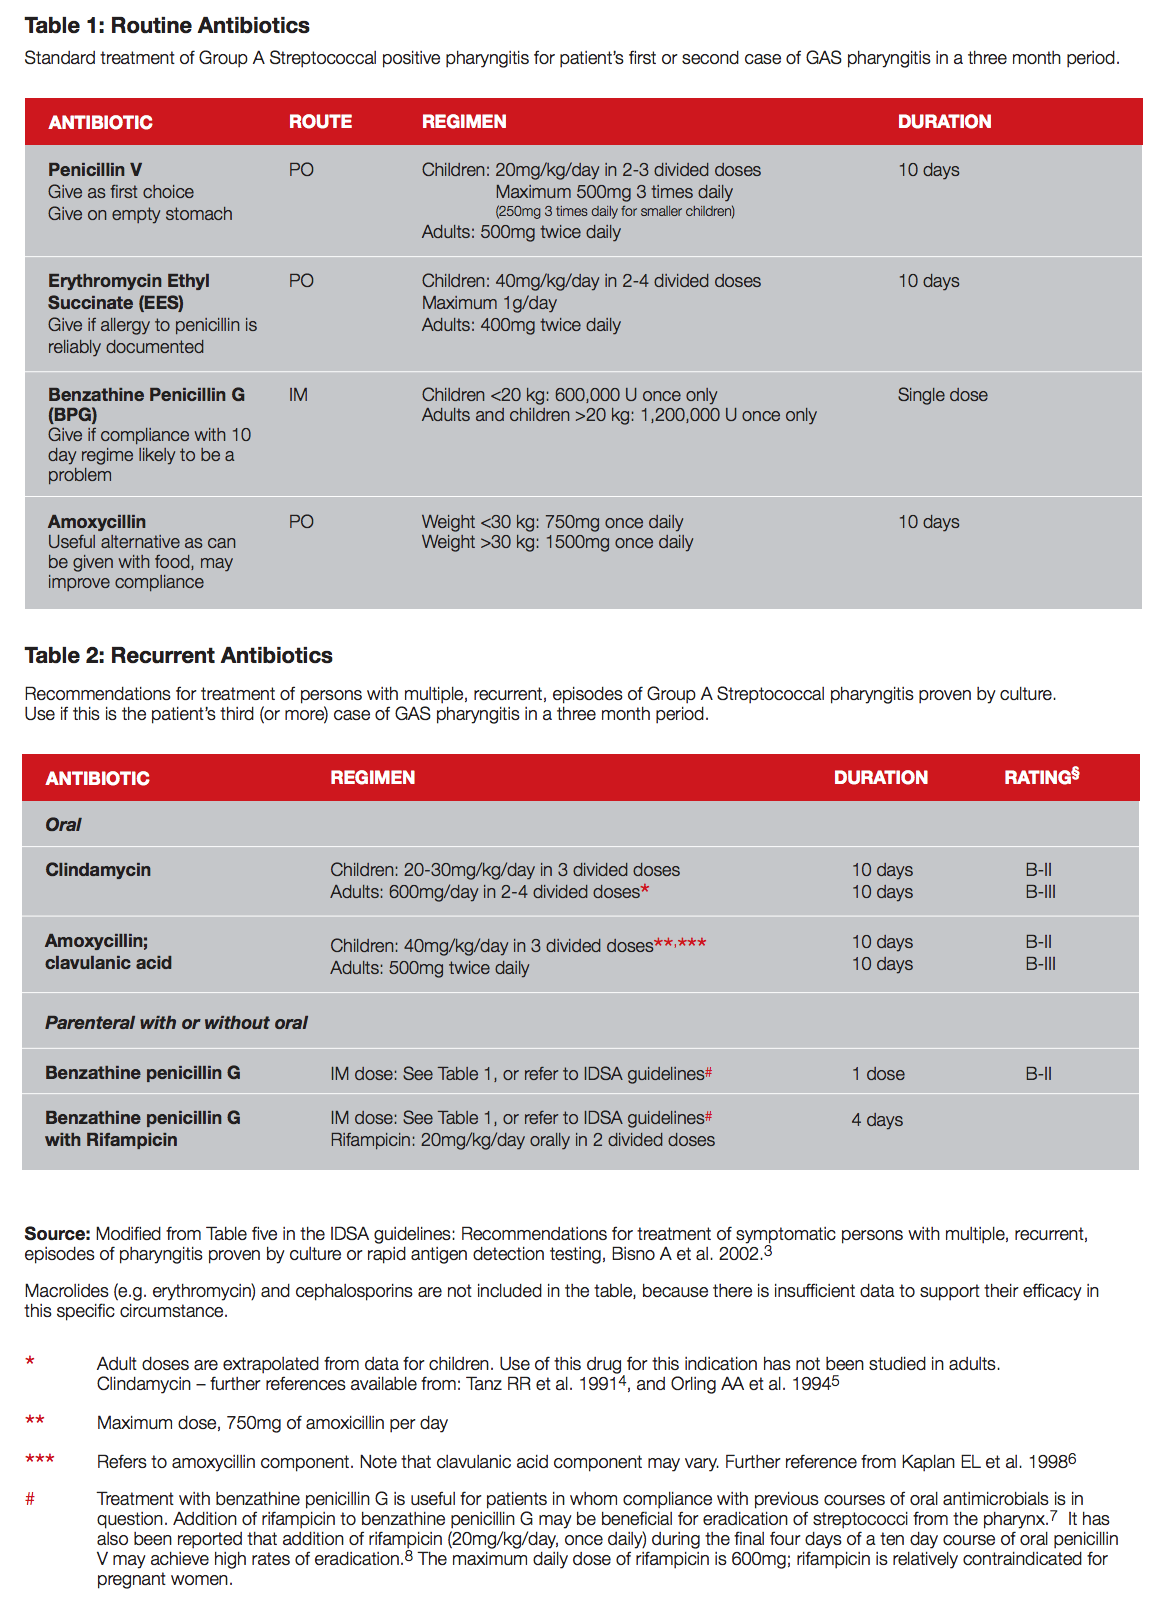 Table 1: Routine Antibiotics
Standard treatment of Group A Streptococcal positive pharyngitis for patient's first or second case of GAS pharyngitis in a three month period.
ANTIBIOTIC ROUTE REGIMEN DURATION
Penicillin V PO Children: 20mg/kg/day in 2-3 divided doses 10 days
Give as first choice Maximum 500mg 3 times daily
Give on empty stomach (250mg 3 times daily for smaller children)
Adults: 500mg twice daily
Erythromycin Ethyl PO Children: 40mg/kg/day in 2-4 divided doses 10 days
Succinate (EES) Maximum 1g/day
Give if allergy to penicillin is Adults: 400mg twice daily
reliably documented
Benzathine Penicillin G IM Children <20 kg: 600,000 U once only Single dose
(BPG) Adults and children >20 kg: 1,200,000 U once only
Give if compliance with 10
day regime likely to be a
problem
Amoxycillin PO Weight <30 kg: 750mg once daily 10 days
Useful alternative as can Weight >30 kg: 1500mg once daily
be given with food, may
improve compliance
Table 2: Recurrent Antibiotics
Recommendations for treatment of persons with multiple, recurrent, episodes of Group A Streptococcal pharyngitis proven by culture.
Use if this is the patient's third (or more) case of GAS pharyngitis in a three month period.
ANTIBIOTIC REGIMEN DURATION RATING§
Oral
Clindamycin Children: 20-30mg/kg/day in 3 divided doses 10 days B-II
Adults: 600mg/day in 2-4 divided doses* 10 days B-III
Amoxycillin; Children: 40mg/kg/day in 3 divided doses**,*** 10 days B-II
clavulanic acid Adults: 500mg twice daily 10 days B-III
Parenteral with or without oral
Benzathine penicillin G IM dose: See Table 1, or refer to IDSA guidelines# 1 dose B-II
Benzathine penicillin G IM dose: See Table 1, or refer to IDSA guidelines# 4 days
with Rifampicin Rifampicin: 20mg/kg/day orally in 2 divided doses
Source: Modified from Table five in the IDSA guidelines: Recommendations for treatment of symptomatic persons with multiple, recurrent,
episodes of pharyngitis proven by culture or rapid antigen detection testing, Bisno A et al. 2002.3
Macrolides (e.g. erythromycin) and cephalosporins are not included in the table, because there is insufficient data to support their efficacy in
this specific circumstance.
* Adult doses are extrapolated from data for children. Use of this drug for this indication has not been studied in adults.
Clindamycin – further references available from: Tanz RR et al. 19914, and Orling AA et al. 19945
** Maximum dose, 750mg of amoxicillin per day
*** Refers to amoxycillin component. Note that clavulanic acid component may vary. Further reference from Kaplan EL et al. 19986
# Treatment with benzathine penicillin G is useful for patients in whom compliance with previous courses of oral antimicrobials is in
question. Addition of rifampicin to benzathine penicillin G may be beneficial for eradication of streptococci from the pharynx.7 It has
also been reported that addition of rifampicin (20mg/kg/day, once daily) during the final four days of a ten day course of oral penicillin
V may achieve high rates of eradication.8 The maximum daily dose of rifampicin is 600mg; rifampicin is relatively contraindicated for
pregnant women.